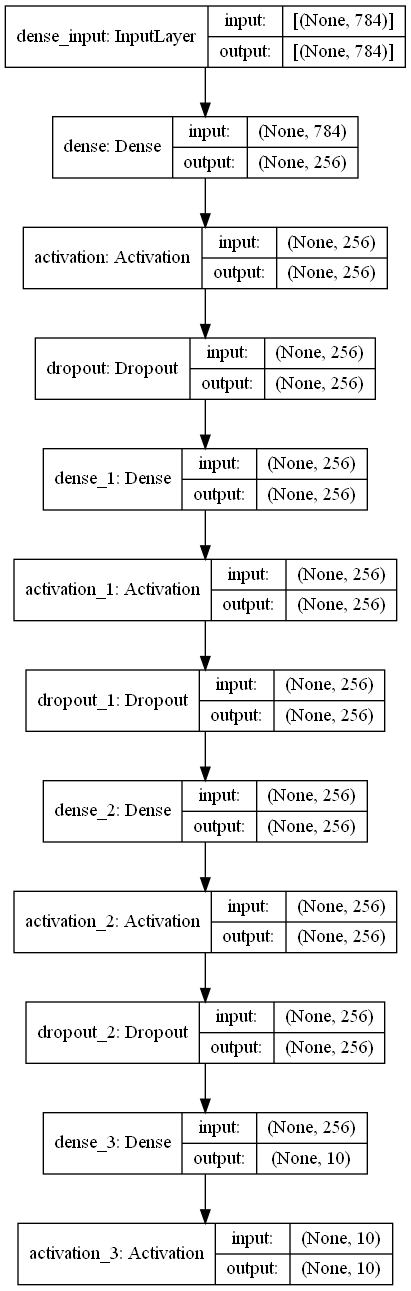 dense_input: InputLayer
input: [(None, 784)]
output: [(None, 784)]
dense: Dense
input: (None, 784)
output: (None, 256)
activation: Activation
input: (None, 256)
output: (None, 256)
dropout: Dropout
input: (None, 256)
output: (None, 256)
dense_1: Dense
input: (None, 256)
output: (None, 256)
activation_1: Activation
input: (None, 256)
output: (None, 256)
dropout_1: Dropout
input: (None, 256)
output: (None, 256)
dense_2: Dense
input: (None, 256)
output: (None, 256)
activation_2: Activation
input: (None, 256)
output: (None, 256)
dropout_2: Dropout
input: (None, 256)
output: (None, 256)
dense_3: Dense
input: (None, 256)
output: (None, 10)
activation_3: Activation
input: (None, 10)
output: (None, 10)